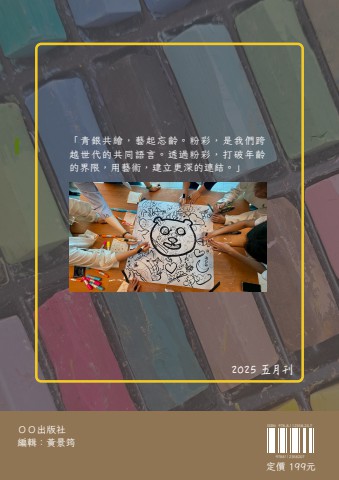 「青銀共繪，藝起忘齡。粉彩，是我們跨
越世代的共同語言。透過粉彩，打破年齡
的界限，用藝術，建立更深的連結。」
2025 五月刊
〇〇出版社
編輯：黃景筠
定價 199元